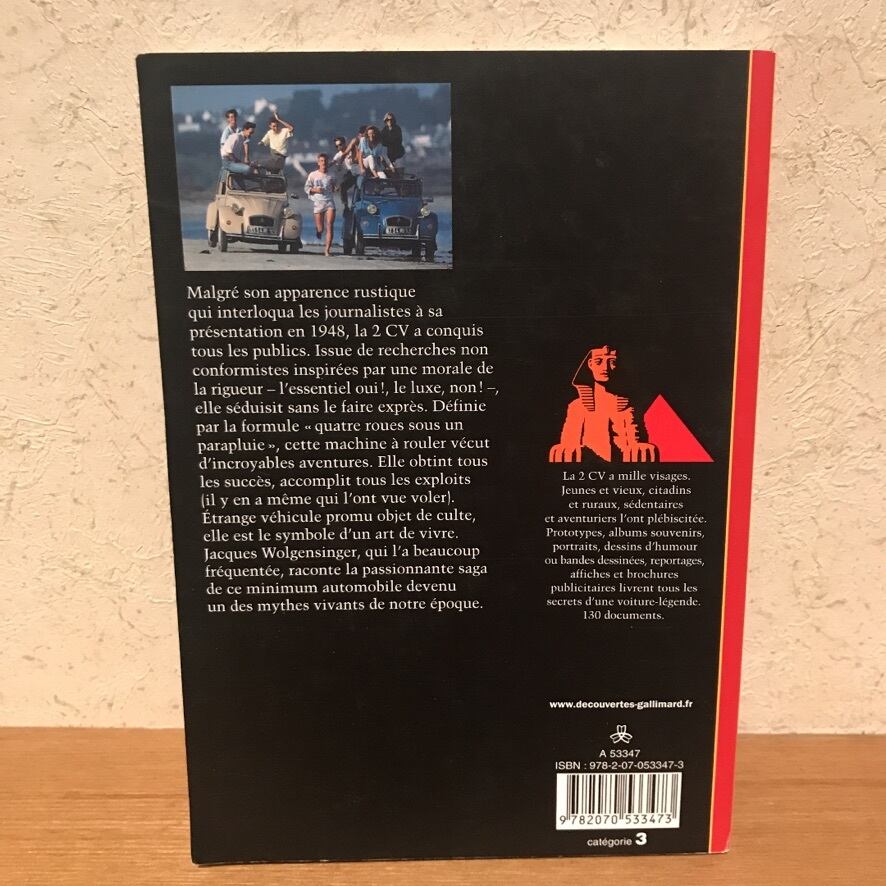 Malgré son apparence rustique
qui interloqua les journalistes à sa
présentation en 1948, la 2 CV a conquis
tous les publics. Issue de recherches non
conformistes inspirées par une morale de
la rigueur – l'essentiel oui!, le luxe, non! –,
elle séduisit sans le faire exprès. Définie
par la formule « quatre roues sous un
parapluie », cette machine à rouler vécut
d'incroyables aventures. Elle obtint tous
les succès, accomplit tous les exploits
(il y en a même qui l'ont vue voler).
Étrange véhicule promu objet de culte,
elle est le symbole d'un art de vivre.
Jacques Wolgensinger, qui l'a beaucoup
fréquentée, raconte la passionnante saga
de ce minimum automobile devenu
un des mythes vivants de notre époque.
La 2 CV a mille visages.
Jeunes et vieux, citadins
et ruraux, sédentaires
et aventuriers l'ont plébiscitée.
Prototypes, albums souvenirs,
portraits, dessins d'humour
ou bandes dessinées, reportages,
affiches et brochures
publicitaires livrent tous les
secrets d'une voiture-légende.
130 documents.
www.decouvertes-gallimard.fr
A 53347
ISBN : 978-2-07-053347-3
9 782070 533473
catégorie 3